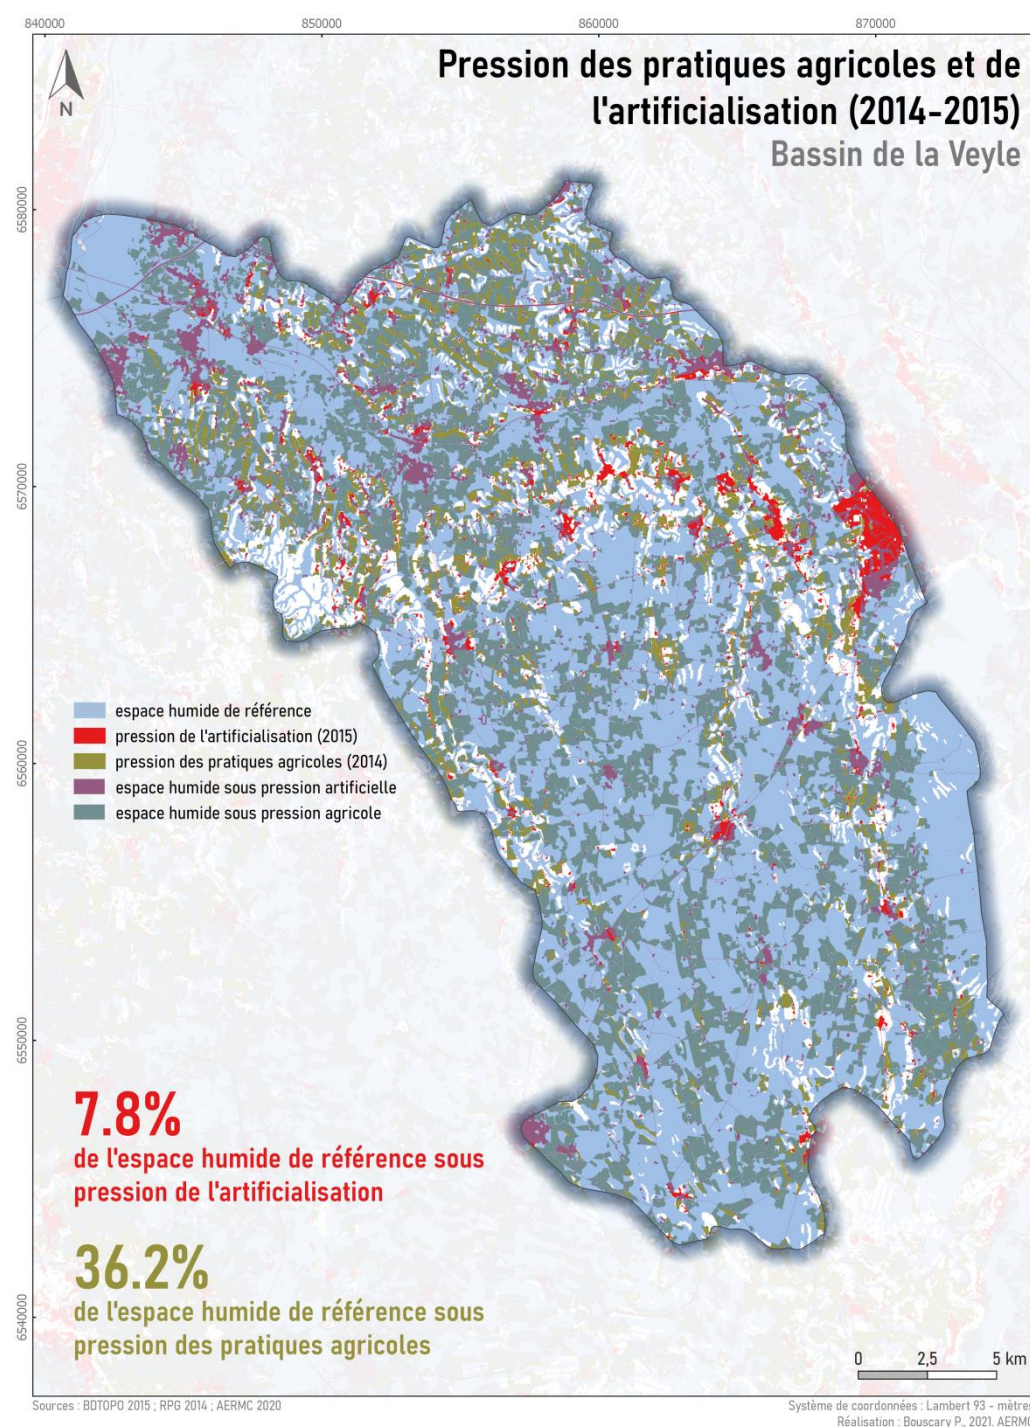 840000
850000
860000
870000
Pression des pratiques agricoles et de
l'artificialisation (2014-2015)
Bassin de la Veyle
N
6580000
6570000
6560000
6550000
6540000
espace humide de référence
pression de l'artificialisation (2015)
pression des pratiques agricoles (2014)
espace humide sous pression artificielle
espace humide sous pression agricole
7.8%
de l'espace humide de référence sous
pression de l'artificialisation
36.2%
de l'espace humide de référence sous
pression des pratiques agricoles
0 2,5 5 km
Sources : BDTOPO 2015 ; RPG 2014 ; AERMC 2020
Système de coordonnées : Lambert 93 - mètres
Réalisation : Bouscary P., 2021, AERMC